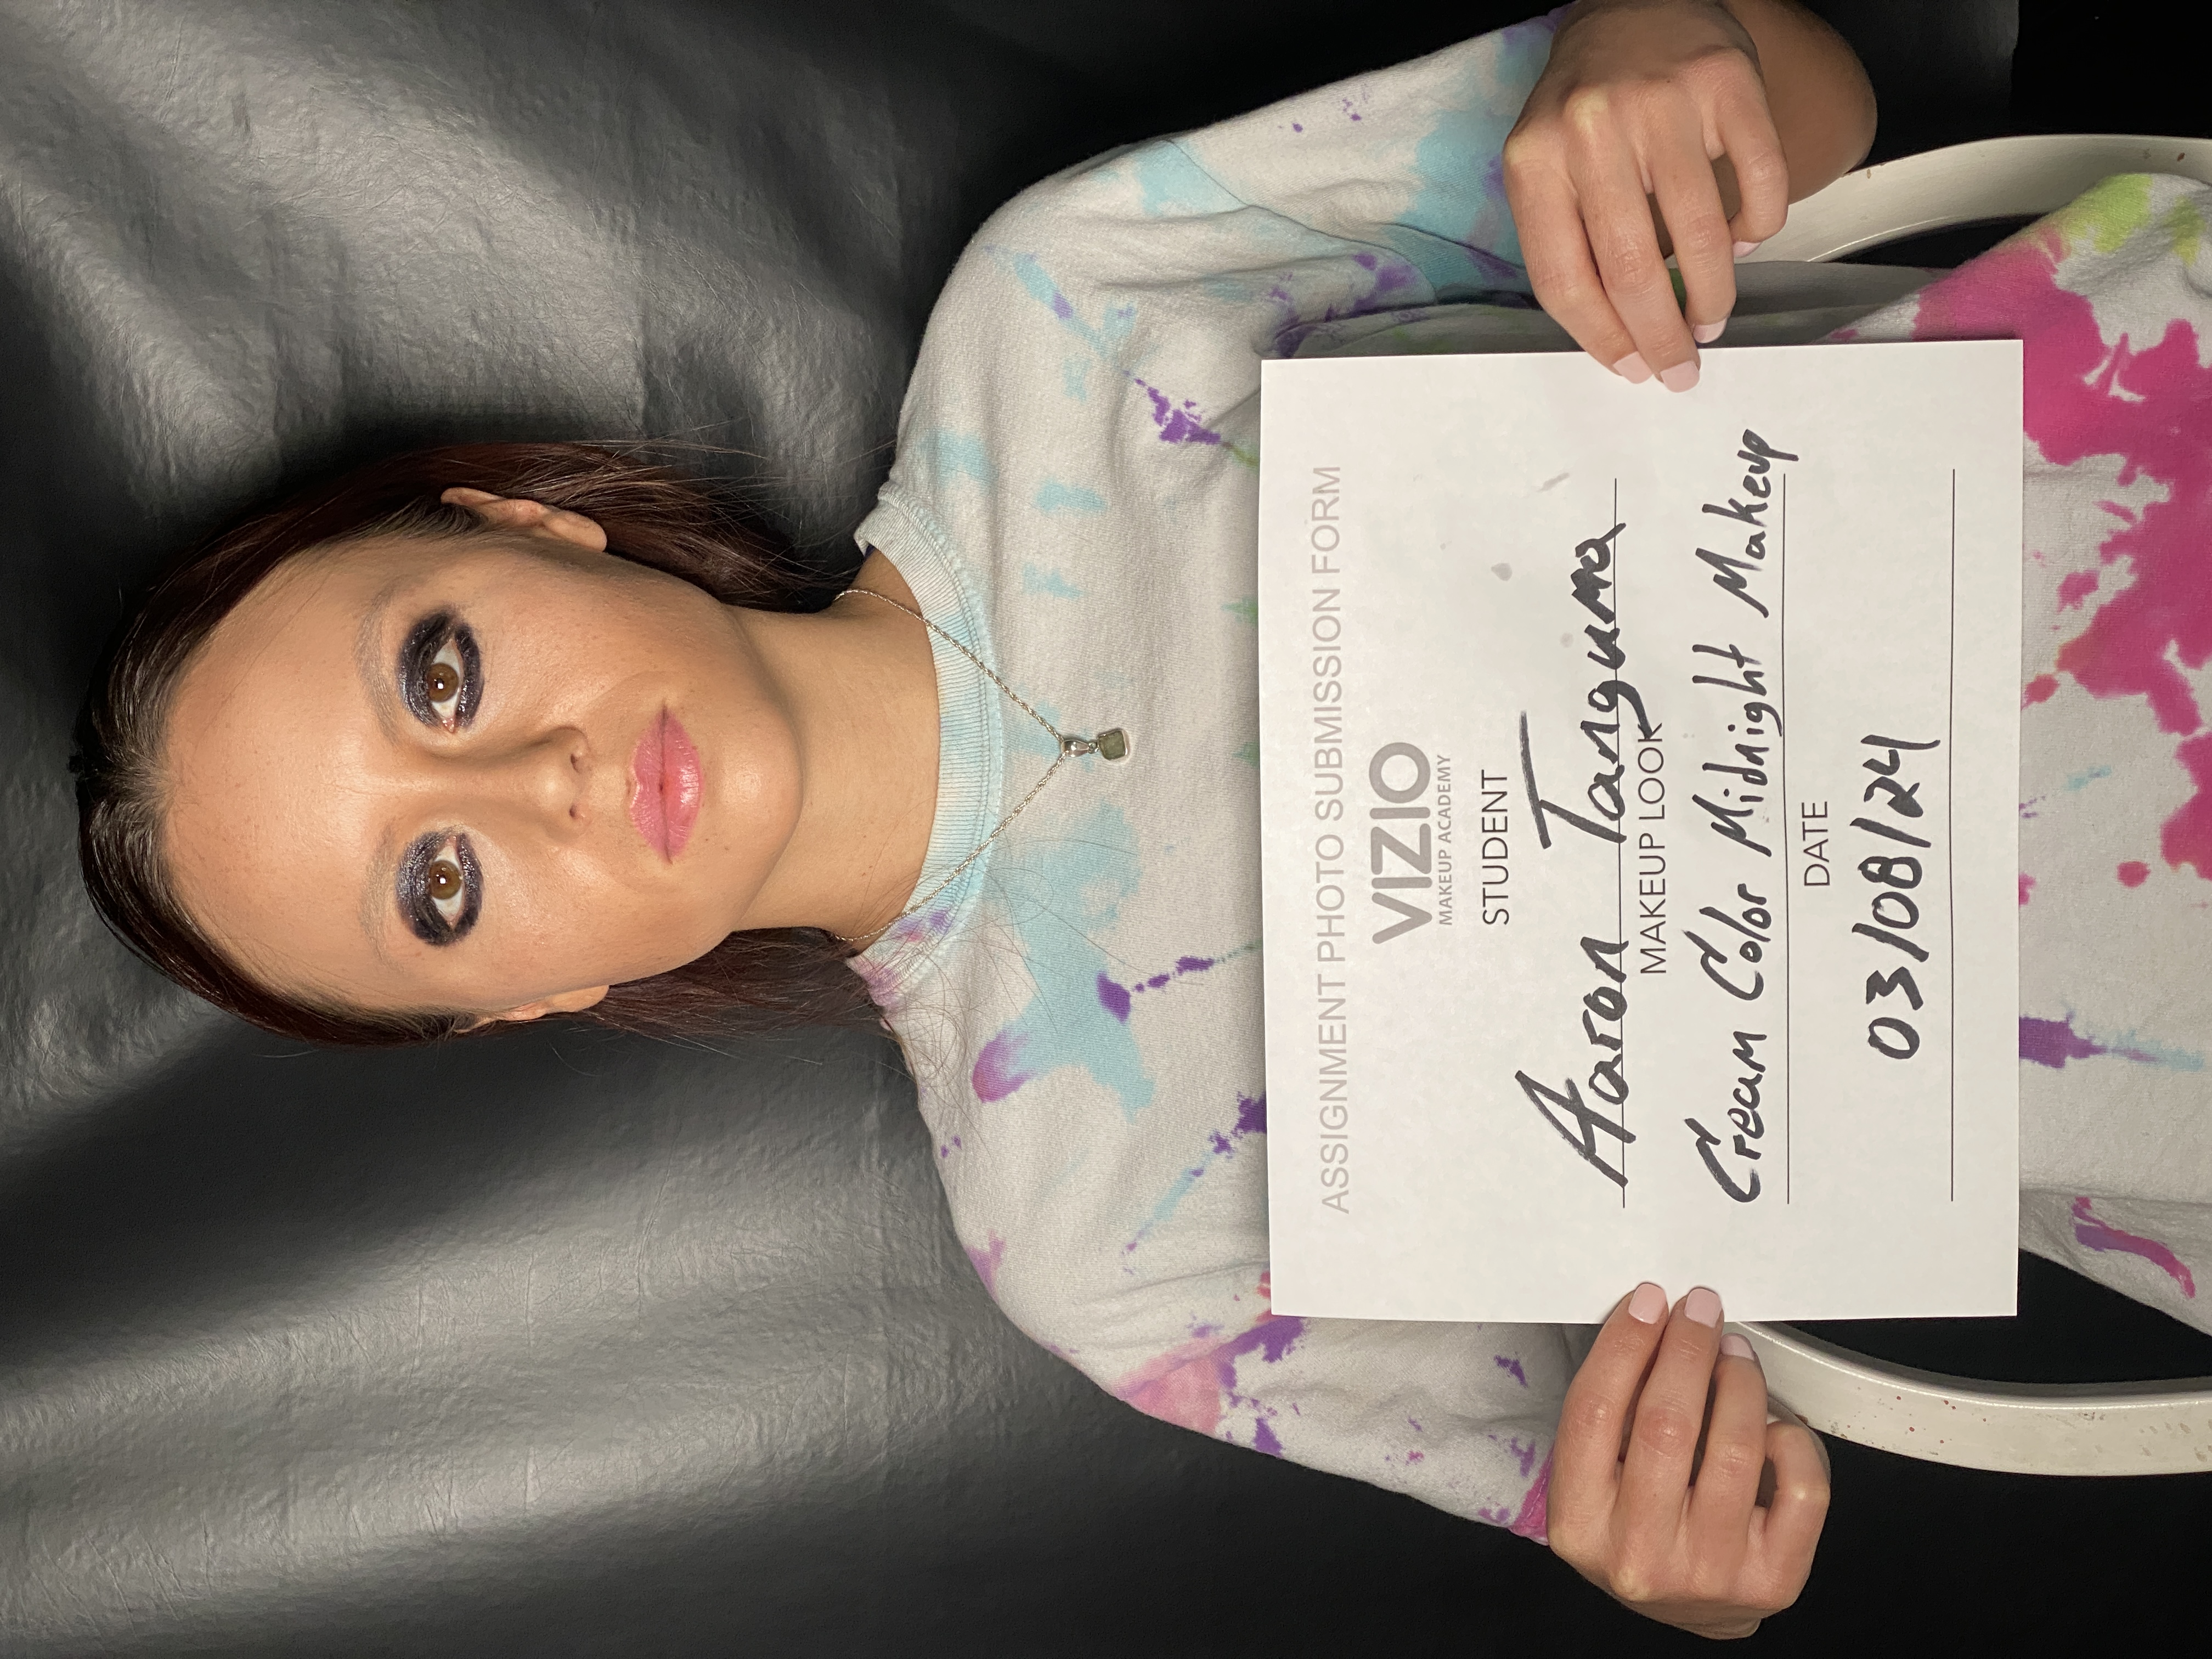 ASSIGNMENT PHOTO SUBMISSION FORM
VIZIO
MAKEUP ACADEMY
STUDENT
Aaron Tanguma
MAKEUP LOOK
Cream Color Midnight Makeup
DATE
03/08/24